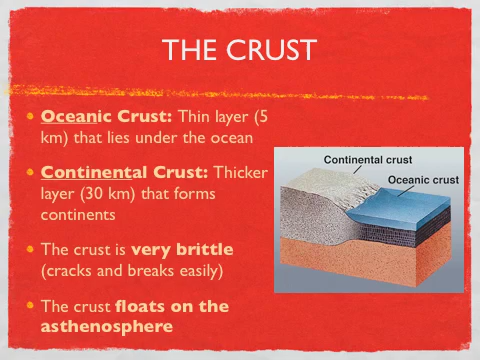 THE CRUST
• Oceanic Crust: Thin layer (5
km) that lies under the ocean
• Continental Crust: Thicker
layer (30 km) that forms
continents
• The crust is very brittle
(cracks and breaks easily)
• The crust floats on the
asthenosphere
Continental crust
Oceanic crust